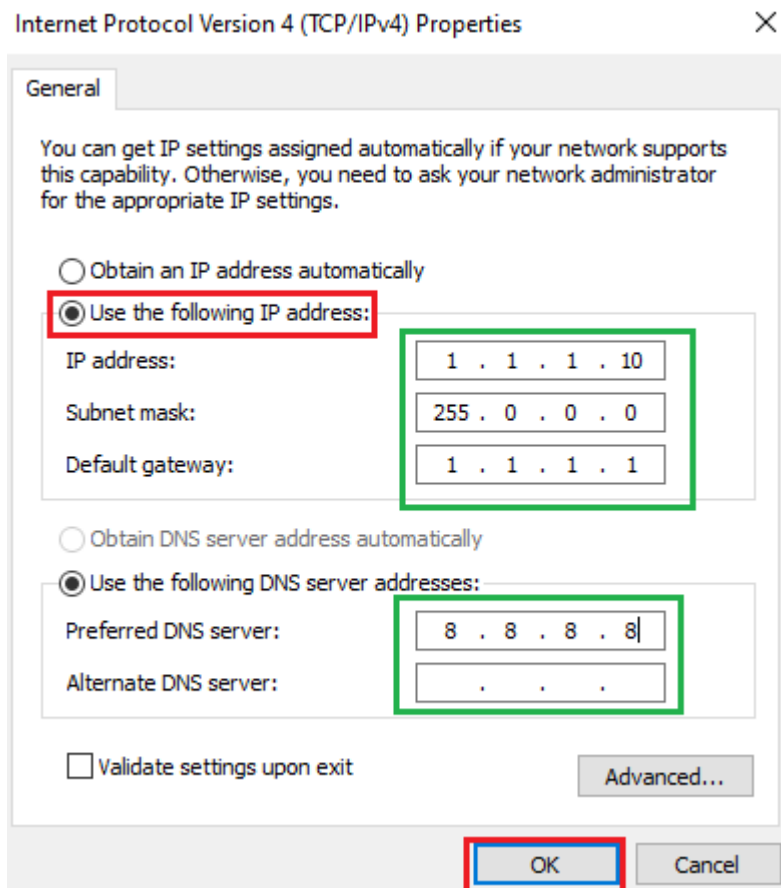 Internet Protocol Version 4 (TCP/IPv4) Properties
General
You can get IP settings assigned automatically if your network supports
this capability. Otherwise, you need to ask your network administrator
for the appropriate IP settings.
Obtain an IP address automatically
Use the following IP address:
IP address: 1 . 1 . 1 . 10
Subnet mask: 255 . 0 . 0 . 0
Default gateway: 1 . 1 . 1 . 1
Obtain DNS server address automatically
Use the following DNS server addresses:
Preferred DNS server: 8 . 8 . 8 . 8
Alternate DNS server: . . .
Validate settings upon exit
Advanced...
OK Cancel